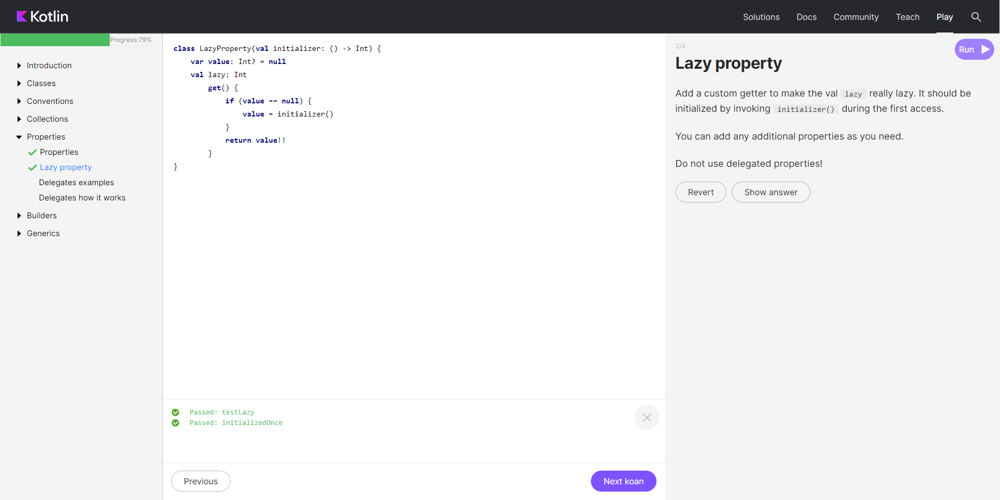 Kotlin
Solutions
Docs
Community
Teach
Play
Progress:79%
Introduction
Classes
Conventions
Collections
Properties
Properties
Lazy property
Delegates examples
Delegates how it works
Builders
Generics
class LazyProperty(val initializer: () -> Int) {
    var value: Int? = null
    val lazy: Int
        get() {
            if (value == null) {
                value = initializer()
            }
            return value!!
        }
}
Passed: testLazy
Passed: initializedOnce
Previous
Next koan
2/4
Run
Lazy property
Add a custom getter to make the val lazy really lazy. It should be
initialized by invoking initializer() during the first access.
You can add any additional properties as you need.
Do not use delegated properties!
Revert
Show answer